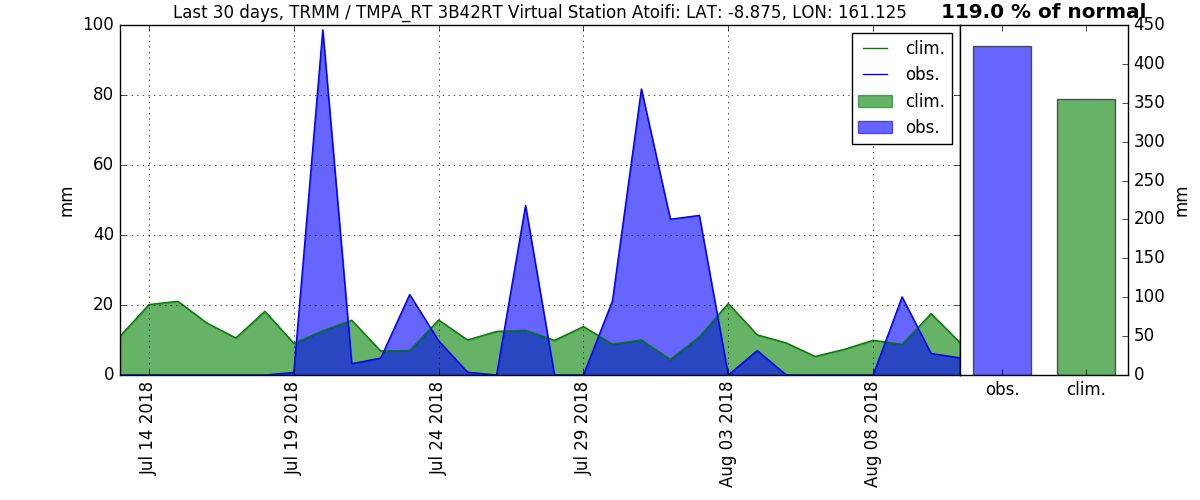 Last 30 days, TRMM / TMPA_RT 3B42RT Virtual Station Atoifi: LAT: -8.875, LON: 161.125
119.0 % of normal
100
80
60
40
20
0
mm
clim.
obs.
clim.
obs.
450
400
350
300
250
200
150
100
50
0
mm
Jul 14 2018
Jul 19 2018
Jul 24 2018
Jul 29 2018
Aug 03 2018
Aug 08 2018
obs.
clim.